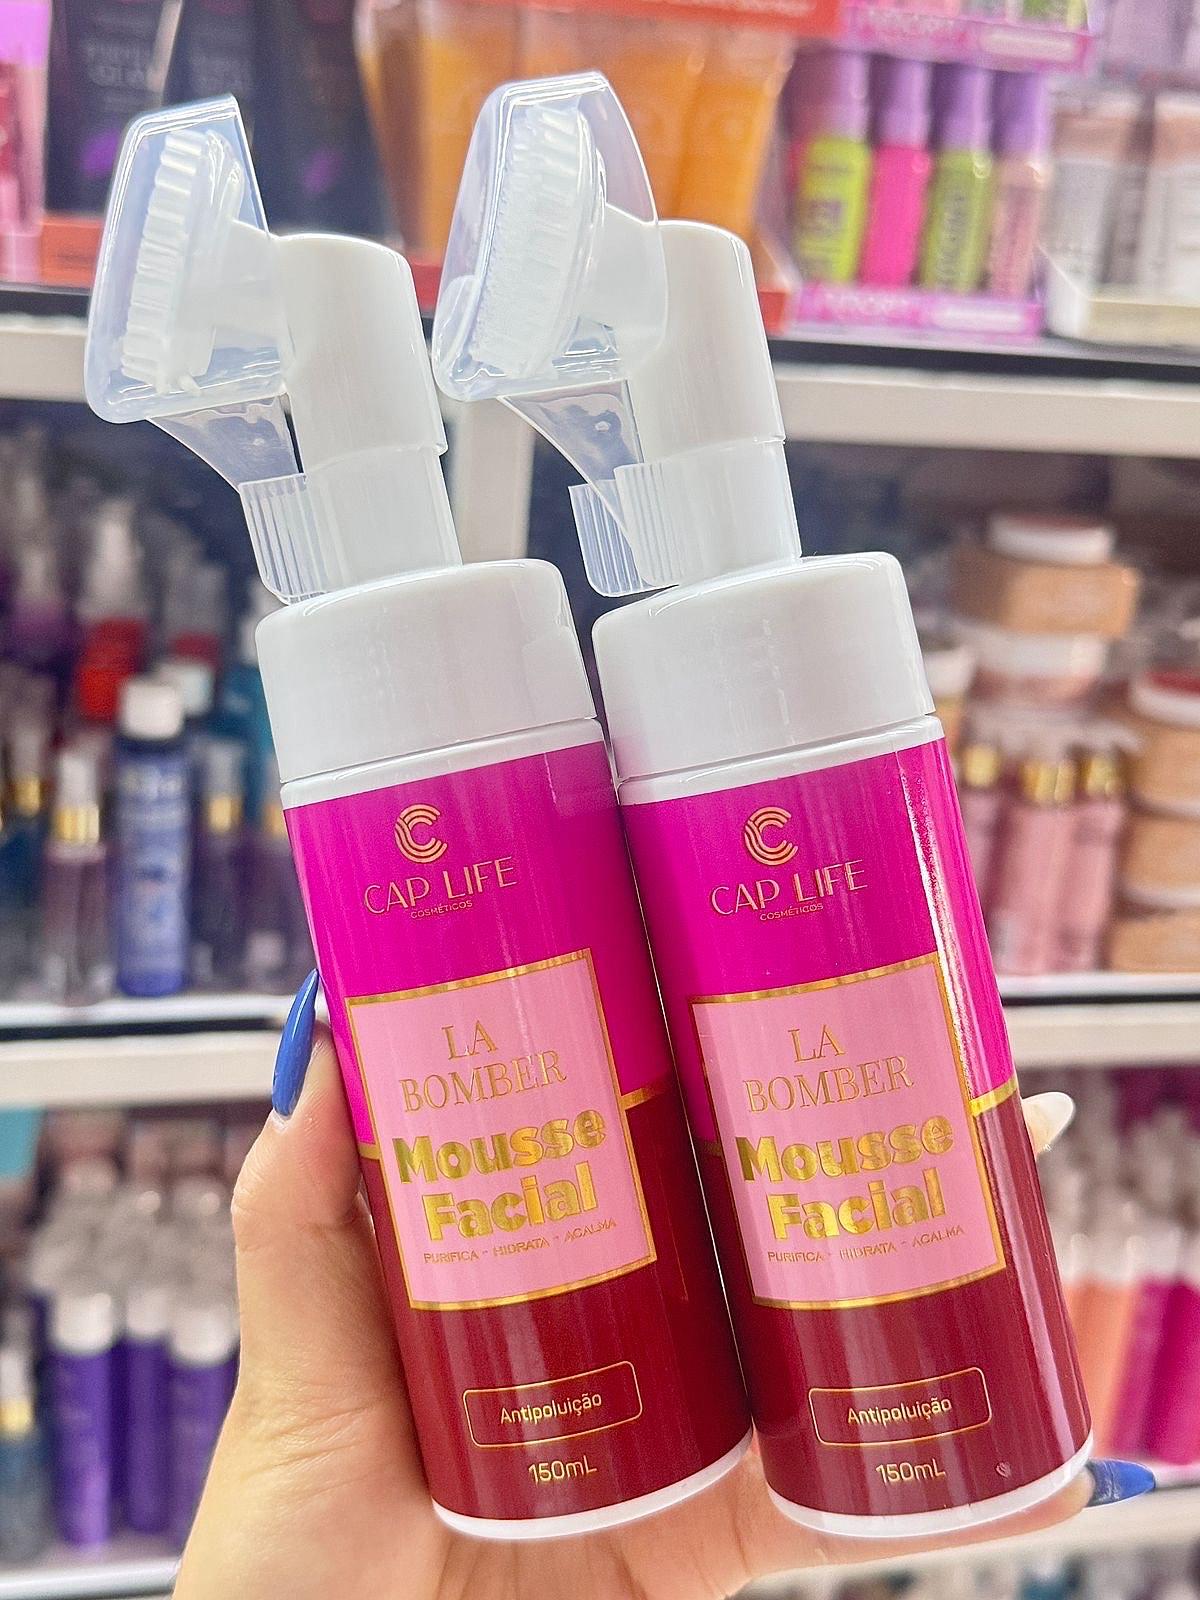 CAP LIFE
COSMÉTICOS
LA
BOMBER
Mousse
Facial
PURIFICA - HIDRATA - ACALMA
Antipoluição
150mL
CAP LIFE
COSMÉTICOS
LA
BOMBER
Mousse
Facial
PURIFICA - HIDRATA - ACALMA
Antipoluição
150mL